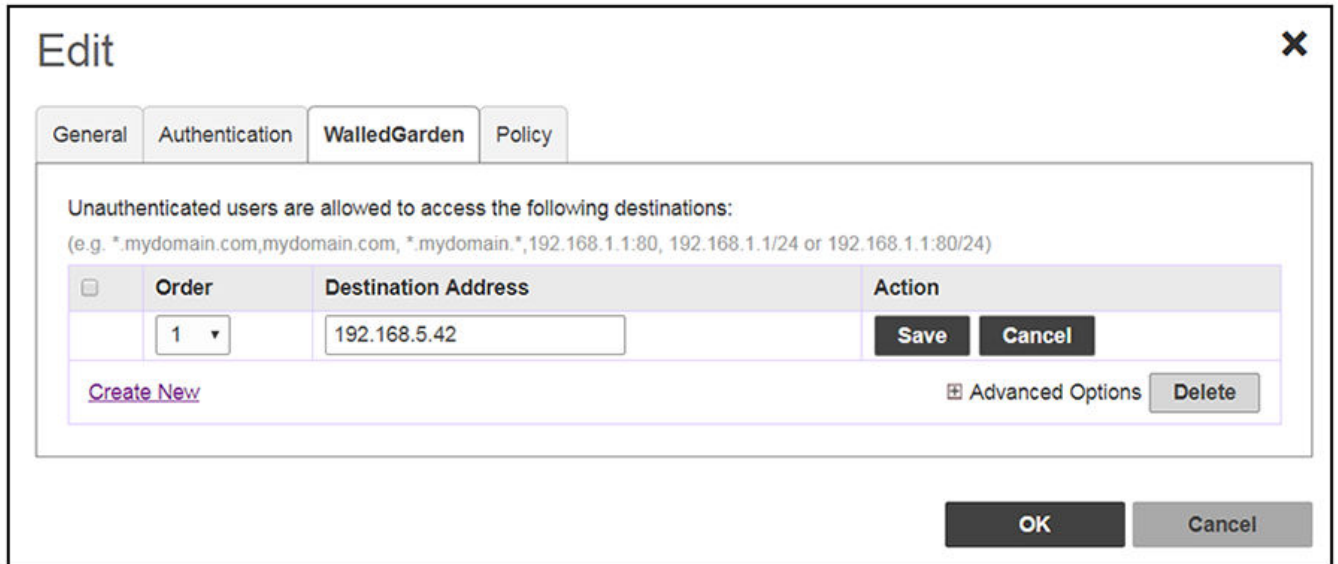 Edit
General Authentication WalledGarden Policy
Unauthenticated users are allowed to access the following destinations:
(e.g. *.mydomain.com,mydomain.com, *.mydomain.*,192.168.1.1:80, 192.168.1.1/24 or 192.168.1.1:80/24)
Order Destination Address Action
1 192.168.5.42 Save Cancel
Create New Advanced Options Delete
OK Cancel